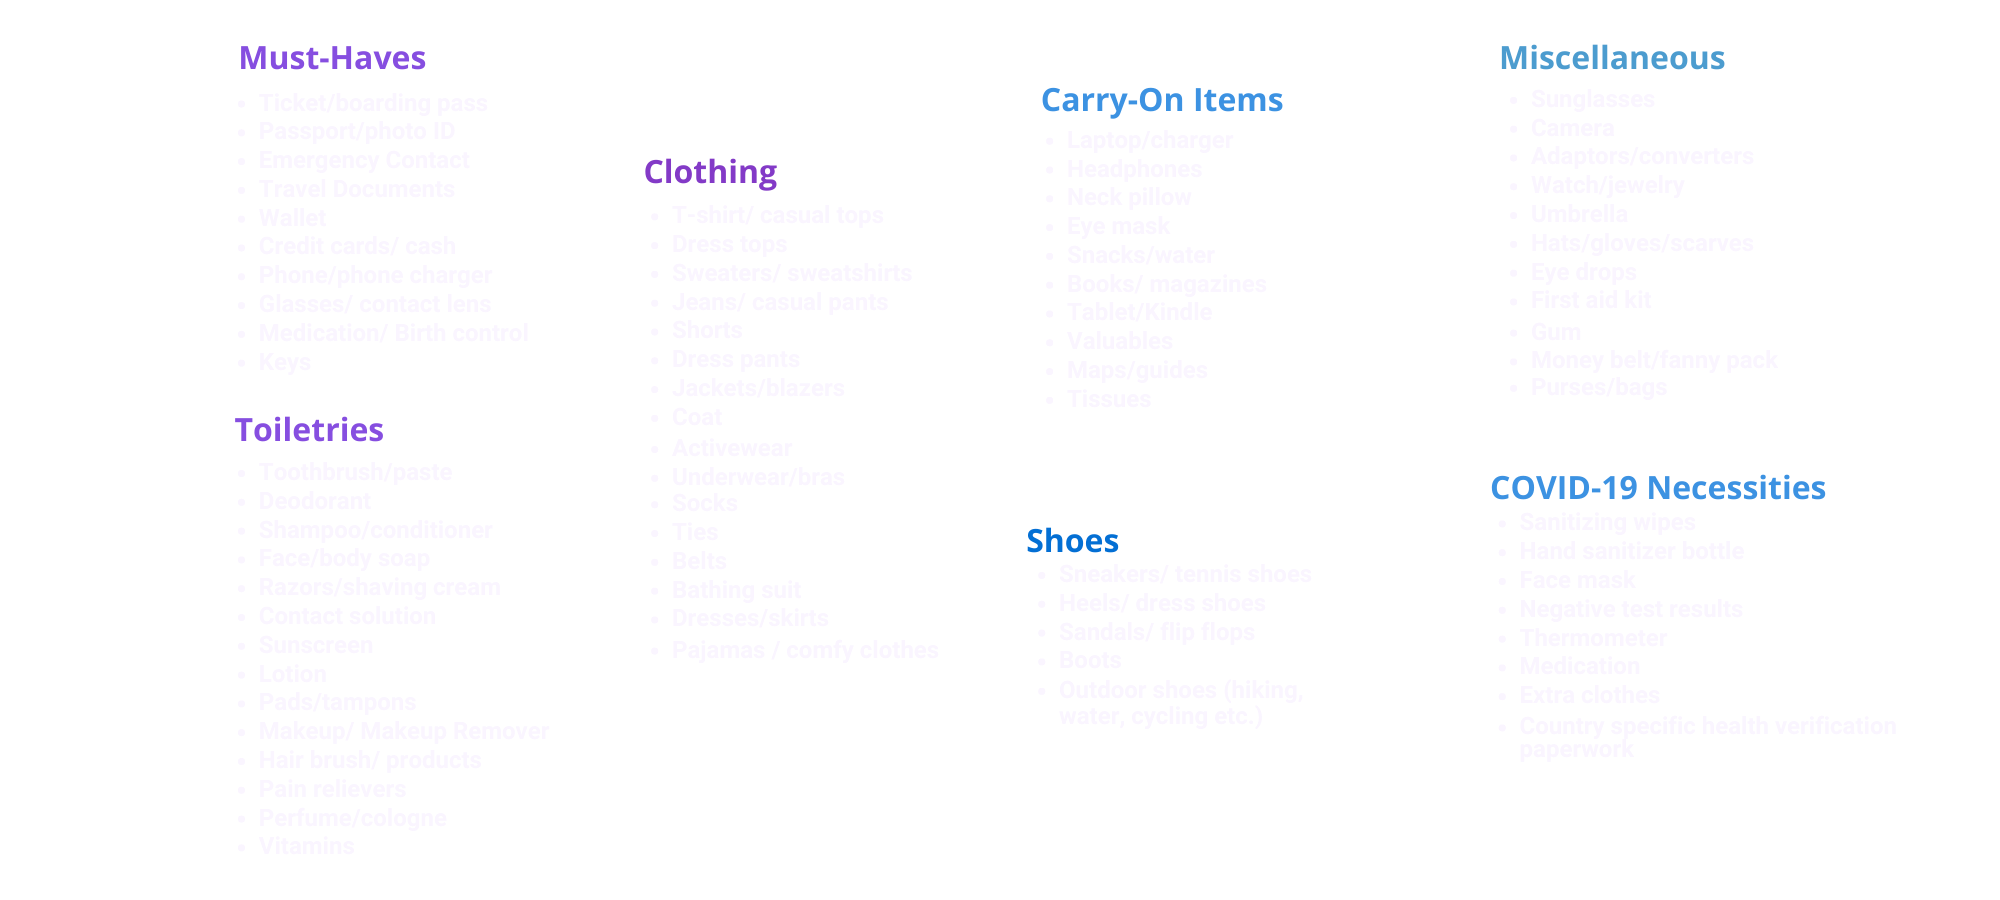 Must-Haves
Ticket/boarding pass
Passport/photo ID
Emergency Contact
Travel Documents
Wallet
Credit cards/ cash
Phone/phone charger
Glasses/ contact lens
Medication/ Birth control
Keys
Toiletries
Toothbrush/paste
Deodorant
Shampoo/conditioner
Face/body soap
Razors/shaving cream
Contact solution
Sunscreen
Lotion
Pads/tampons
Makeup/ Makeup Remover
Hair brush/ products
Pain relievers
Perfume/cologne
Vitamins
Clothing
T-shirt/ casual tops
Dress tops
Sweaters/ sweatshirts
Jeans/ casual pants
Shorts
Dress pants
Jackets/blazers
Coat
Activewear
Underwear/bras
Socks
Ties
Belts
Bathing suit
Dresses/skirts
Pajamas / comfy clothes
Carry-On Items
Laptop/charger
Headphones
Neck pillow
Eye mask
Snacks/water
Books/ magazines
Tablet/Kindle
Valuables
Maps/guides
Tissues
Shoes
Sneakers/ tennis shoes
Heels/ dress shoes
Sandals/ flip flops
Boots
Outdoor shoes (hiking,
water, cycling etc.)
Miscellaneous
Sunglasses
Camera
Adaptors/converters
Watch/jewelry
Umbrella
Hats/gloves/scarves
Eye drops
First aid kit
Gum
Money belt/fanny pack
Purses/bags
COVID-19 Necessities
Sanitizing wipes
Hand sanitizer bottle
Face mask
Negative test results
Thermometer
Medication
Extra clothes
Country specific health verification
paperwork